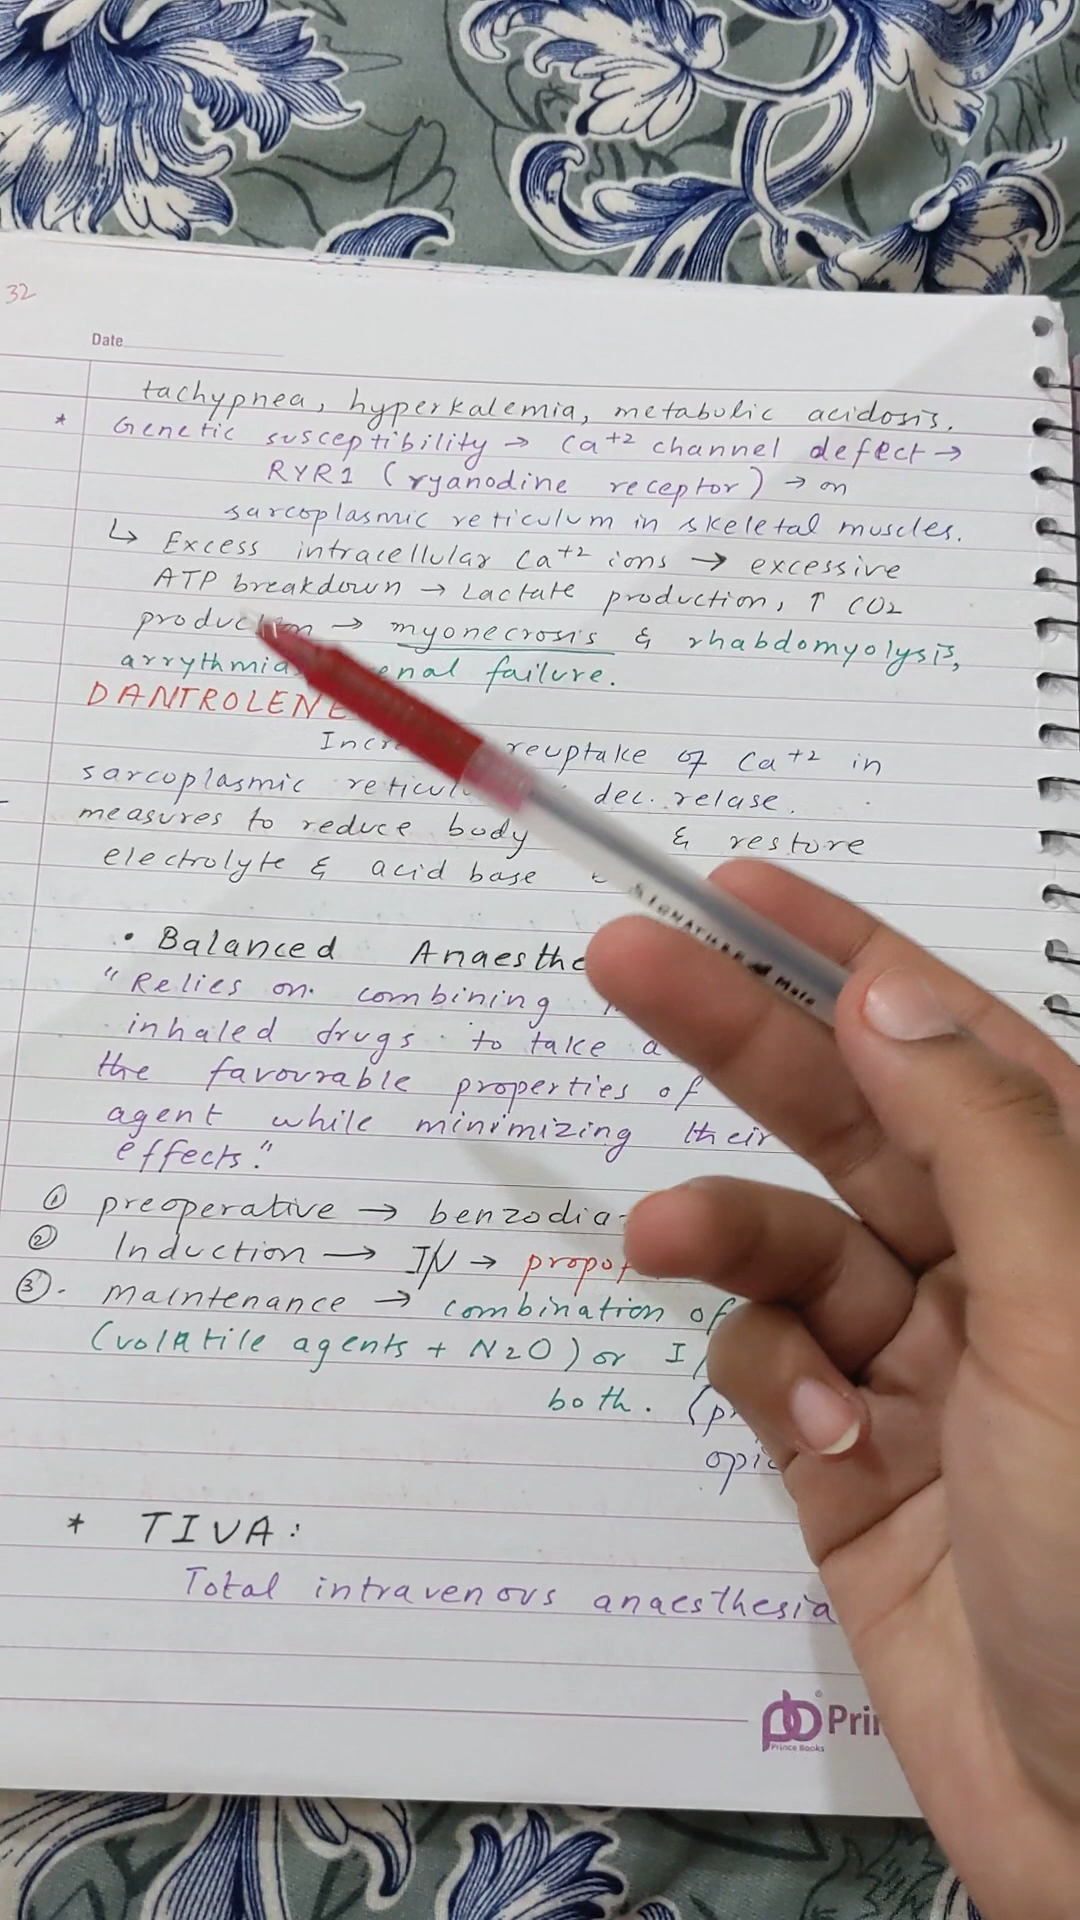 32
Date
tachypnea, hyperkalemia, metabolic acidosis.
* Genetic susceptibility → Ca+2 channel defect →
RYR1 (ryanodine receptor) → on
sarcoplasmic reticulum in skeletal muscles.
↳ Excess intracellular Ca+2 ions → excessive
ATP breakdown → Lactate production, ↑ CO2
production → myonecrosis & rhabdomyolysis,
arrythmia failure.
DANTROLENE
reuptake of Ca+2 in
sarcoplasmic dec. relase.
measures to reduce body & restore
electrolyte & acid base
• Balanced
"Relies on combining
inhaled drugs to take
the favourable properties of
agent while minimizing their
effects."
① preoperative →
② Induction → I/V →
③. maintenance → combination of
(volatile agents + N2O) or
both.
* TIVA:
Total intravenous anaesthesia
pb
Prince Books
SIGNATURE